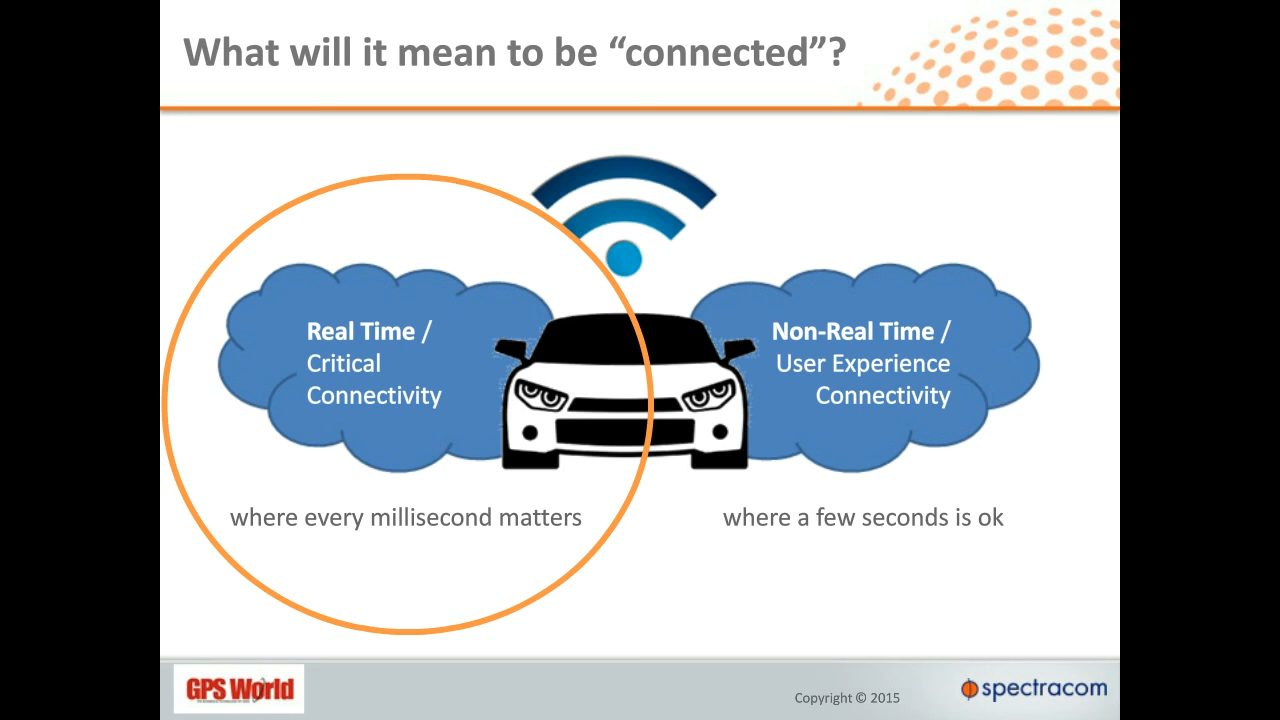 What will it mean to be “connected”?
Real Time /
Critical
Connectivity
Non-Real Time /
User Experience
Connectivity
where every millisecond matters
where a few seconds is ok
GPS World
Copyright © 2015
spectracom